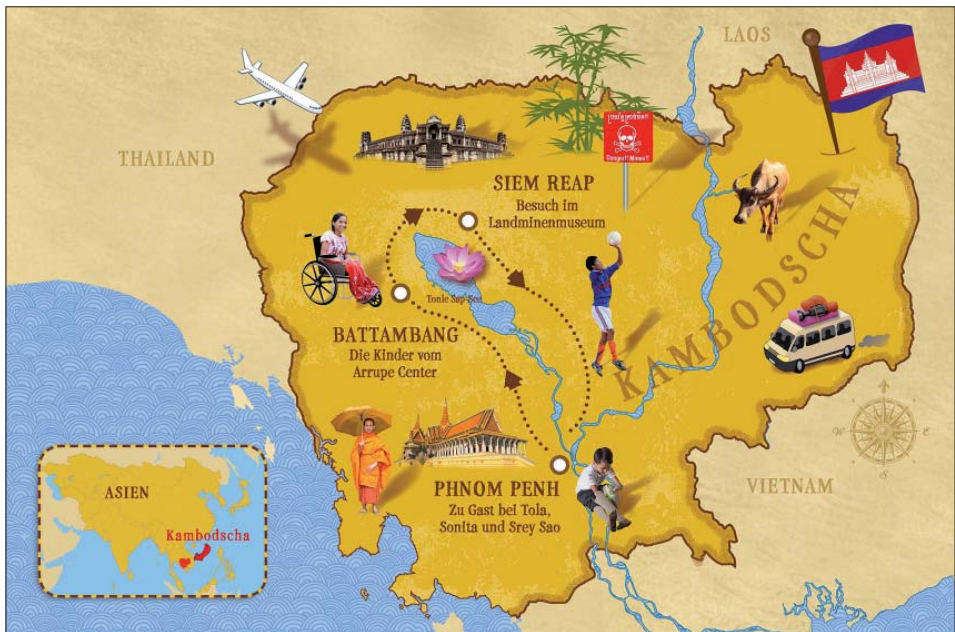 LAOS
THAILAND
Danger!! Mines!!
SIEM REAP
Besuch im
Landminenmuseum
Tonle Sap See
KAMBODSCHA
BATTAMBANG
Die Kinder vom
Arrupe Center
PHNOM PENH
Zu Gast bei Tola,
Sonita und Srey Sao
VIETNAM
N
W
E
S
ASIEN
Kambodscha